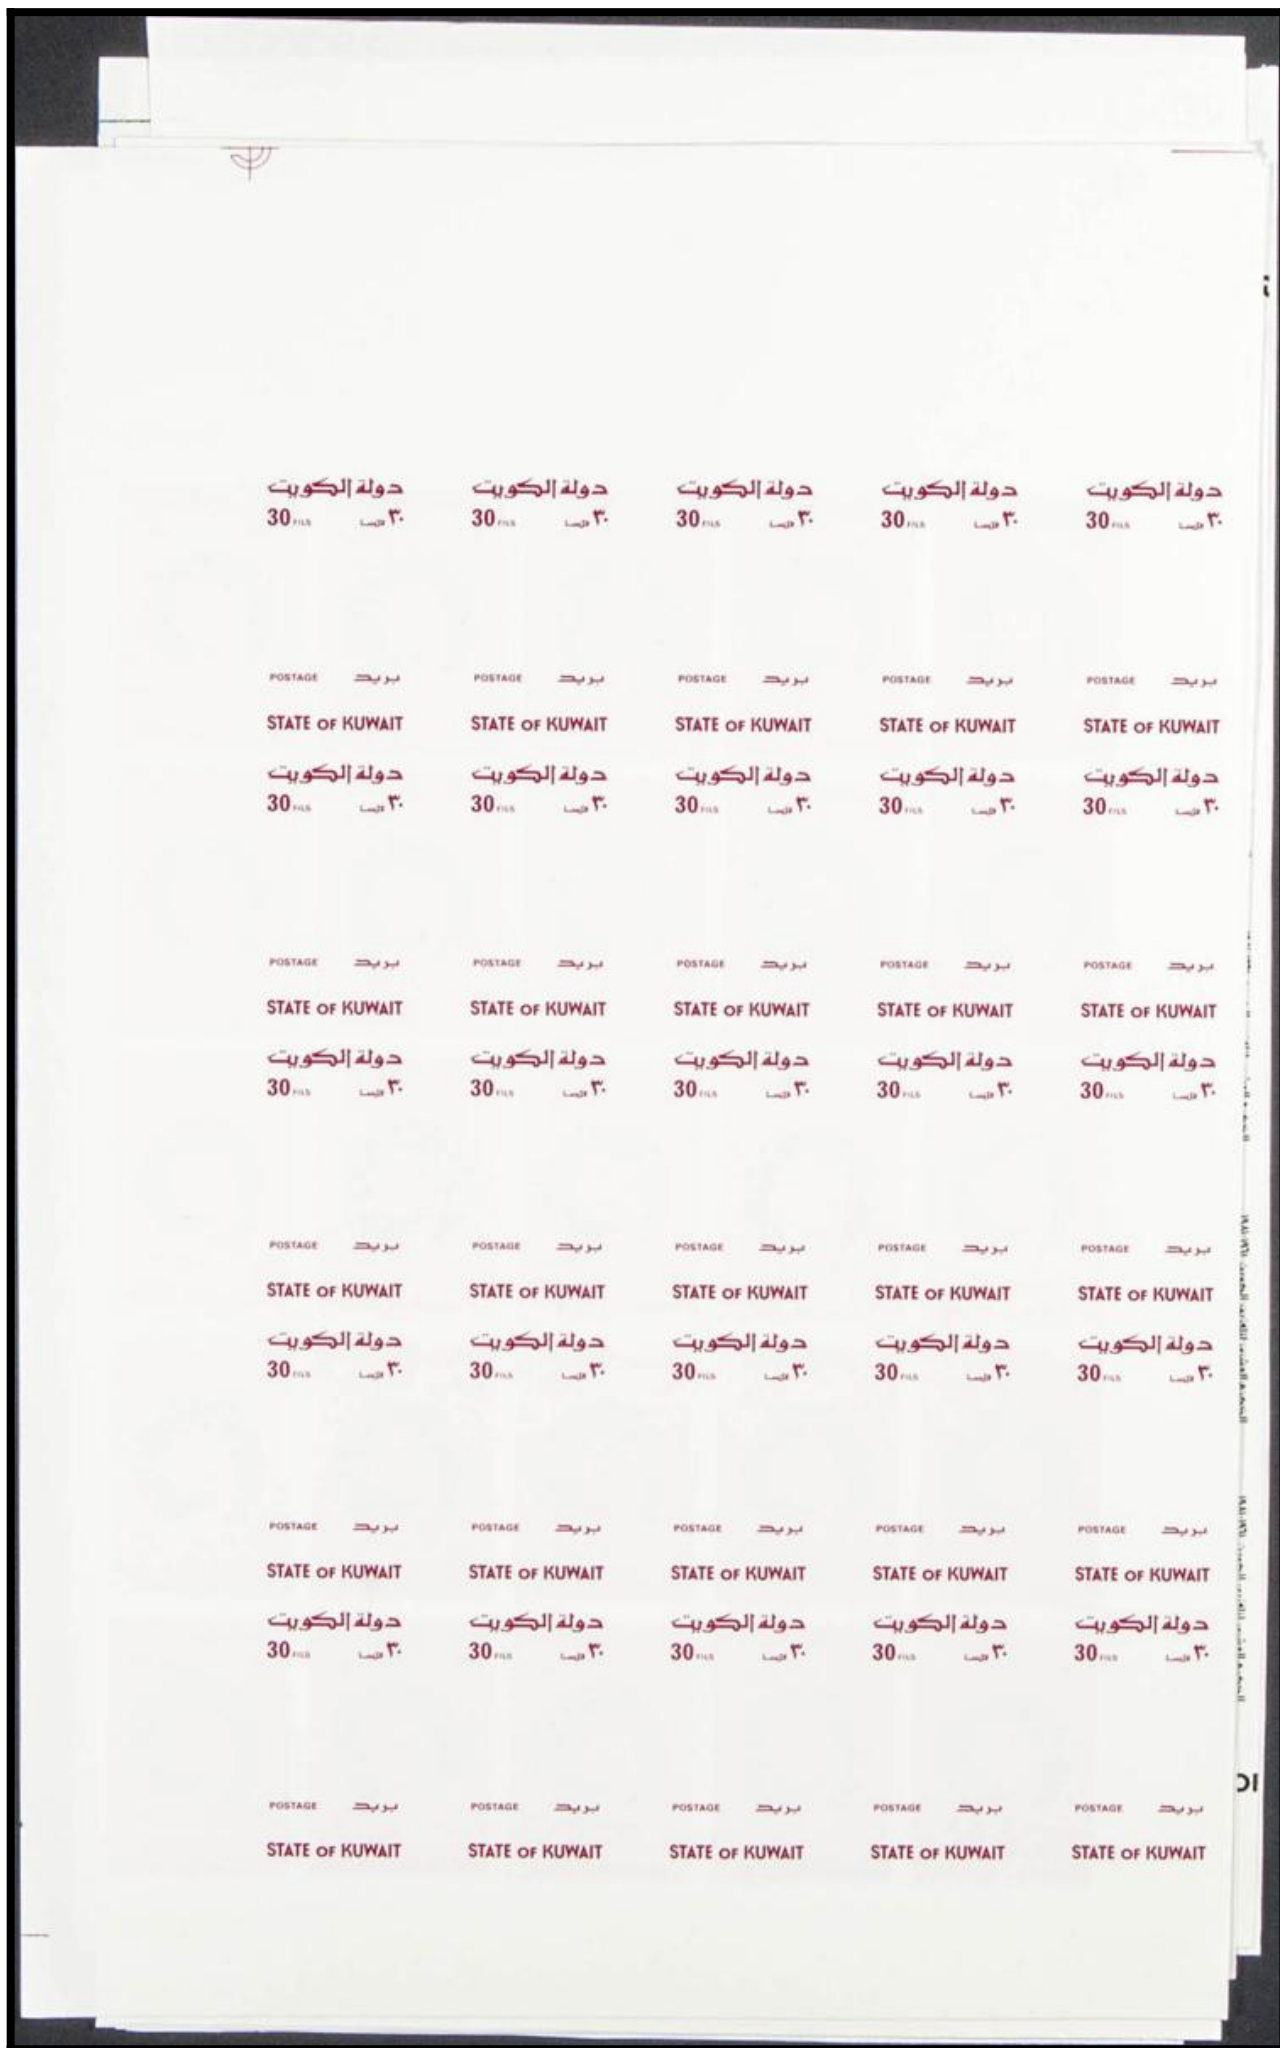 دولة الكويت دولة الكويت دولة الكويت دولة الكويت دولة الكويت
30 FILS ٣٠ فلسا 30 FILS ٣٠ فلسا 30 FILS ٣٠ فلسا 30 FILS ٣٠ فلسا 30 FILS ٣٠ فلسا
POSTAGE بريد POSTAGE بريد POSTAGE بريد POSTAGE بريد POSTAGE بريد
STATE OF KUWAIT STATE OF KUWAIT STATE OF KUWAIT STATE OF KUWAIT STATE OF KUWAIT
دولة الكويت دولة الكويت دولة الكويت دولة الكويت دولة الكويت
30 FILS ٣٠ فلسا 30 FILS ٣٠ فلسا 30 FILS ٣٠ فلسا 30 FILS ٣٠ فلسا 30 FILS ٣٠ فلسا
POSTAGE بريد POSTAGE بريد POSTAGE بريد POSTAGE بريد POSTAGE بريد
STATE OF KUWAIT STATE OF KUWAIT STATE OF KUWAIT STATE OF KUWAIT STATE OF KUWAIT
دولة الكويت دولة الكويت دولة الكويت دولة الكويت دولة الكويت
30 FILS ٣٠ فلسا 30 FILS ٣٠ فلسا 30 FILS ٣٠ فلسا 30 FILS ٣٠ فلسا 30 FILS ٣٠ فلسا
POSTAGE بريد POSTAGE بريد POSTAGE بريد POSTAGE بريد POSTAGE بريد
STATE OF KUWAIT STATE OF KUWAIT STATE OF KUWAIT STATE OF KUWAIT STATE OF KUWAIT
دولة الكويت دولة الكويت دولة الكويت دولة الكويت دولة الكويت
30 FILS ٣٠ فلسا 30 FILS ٣٠ فلسا 30 FILS ٣٠ فلسا 30 FILS ٣٠ فلسا 30 FILS ٣٠ فلسا
POSTAGE بريد POSTAGE بريد POSTAGE بريد POSTAGE بريد POSTAGE بريد
STATE OF KUWAIT STATE OF KUWAIT STATE OF KUWAIT STATE OF KUWAIT STATE OF KUWAIT
دولة الكويت دولة الكويت دولة الكويت دولة الكويت دولة الكويت
30 FILS ٣٠ فلسا 30 FILS ٣٠ فلسا 30 FILS ٣٠ فلسا 30 FILS ٣٠ فلسا 30 FILS ٣٠ فلسا
POSTAGE بريد POSTAGE بريد POSTAGE بريد POSTAGE بريد POSTAGE بريد
STATE OF KUWAIT STATE OF KUWAIT STATE OF KUWAIT STATE OF KUWAIT STATE OF KUWAIT